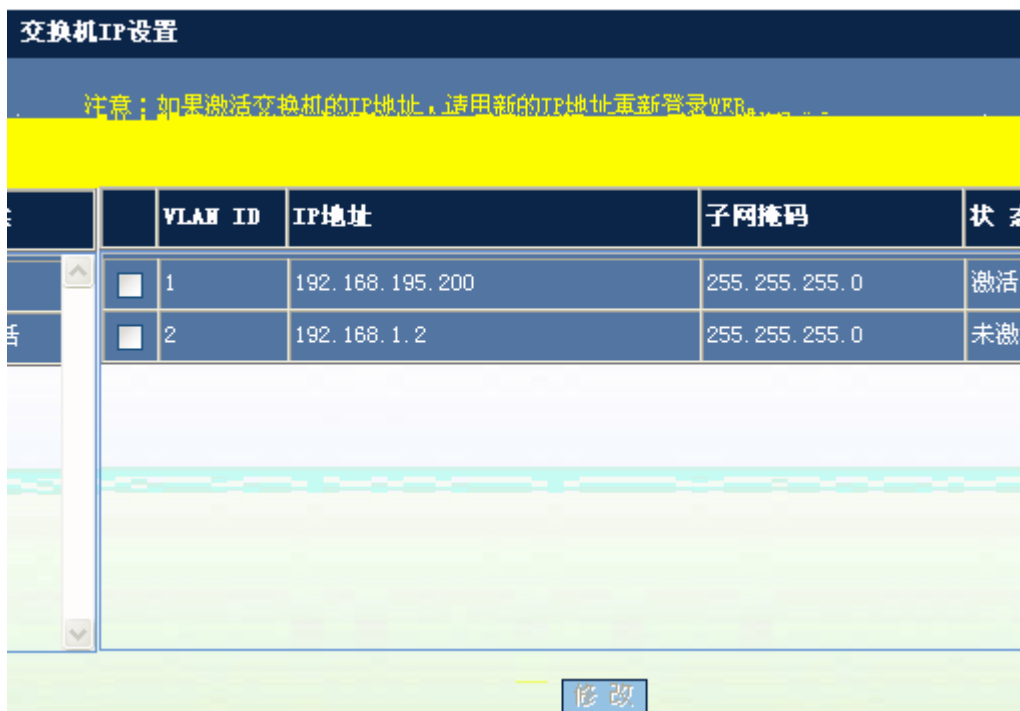 交换机IP设置
注意：如果激活交换机的IP地址，请用新的IP地址重新登录WEB。
VLAN ID IP地址 子网掩码 状
1 192.168.195.200 255.255.255.0 激活
活 2 192.168.1.2 255.255.255.0 未激
修 改